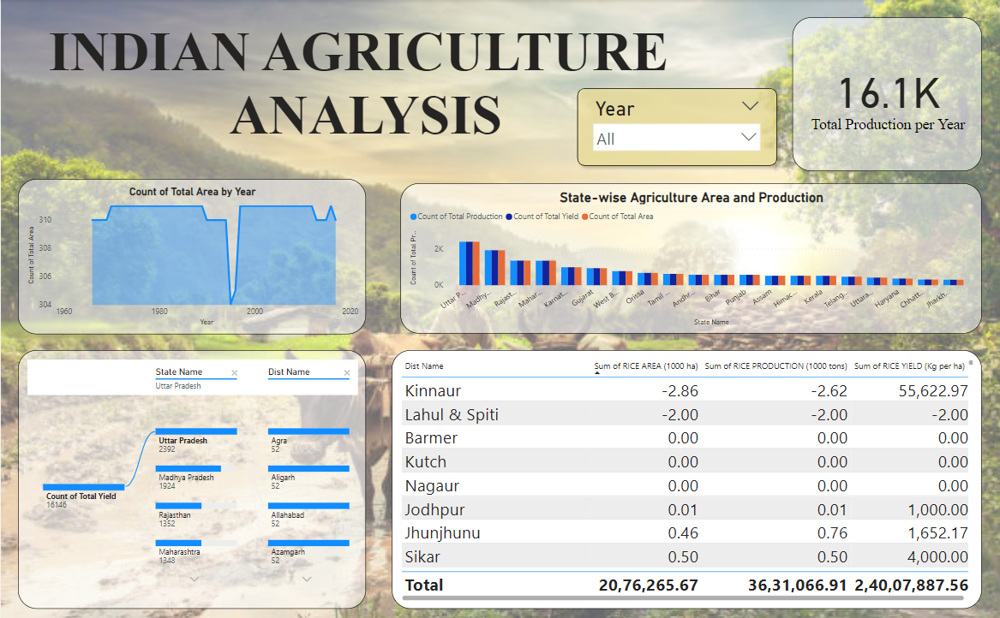 INDIAN AGRICULTURE
ANALYSIS
Year
All
16.1K
Total Production per Year
Count of Total Area by Year
Count of Total Area
310
308
306
304
1960
1980
2000
2020
Year
State-wise Agriculture Area and Production
Count of Total Production Count of Total Yield Count of Total Area
Count of Total Pr...
2K
0K
Uttar P... Madhy... Rajast... Mahar... Karnat... Gujarat West B... Orissa Tamil ... Andhr... Bihar Punjab Assam Himac... Kerala Telang... Uttara... Haryana Chhatt... Jharkh...
State Name
State Name
Uttar Pradesh
Dist Name
Count of Total Yield
16146
Uttar Pradesh
2392
Madhya Pradesh
1924
Rajasthan
1352
Maharashtra
1348
Agra
52
Aligarh
52
Allahabad
52
Azamgarh
52
Dist Name Sum of RICE AREA (1000 ha) Sum of RICE PRODUCTION (1000 tons) Sum of RICE YIELD (Kg per ha)
Kinnaur -2.86 -2.62 55,622.97
Lahul & Spiti -2.00 -2.00 -2.00
Barmer 0.00 0.00 0.00
Kutch 0.00 0.00 0.00
Nagaur 0.00 0.00 0.00
Jodhpur 0.01 0.01 1,000.00
Jhunjhunu 0.46 0.76 1,652.17
Sikar 0.50 0.50 4,000.00
Total 20,76,265.67 36,31,066.91 2,40,07,887.56